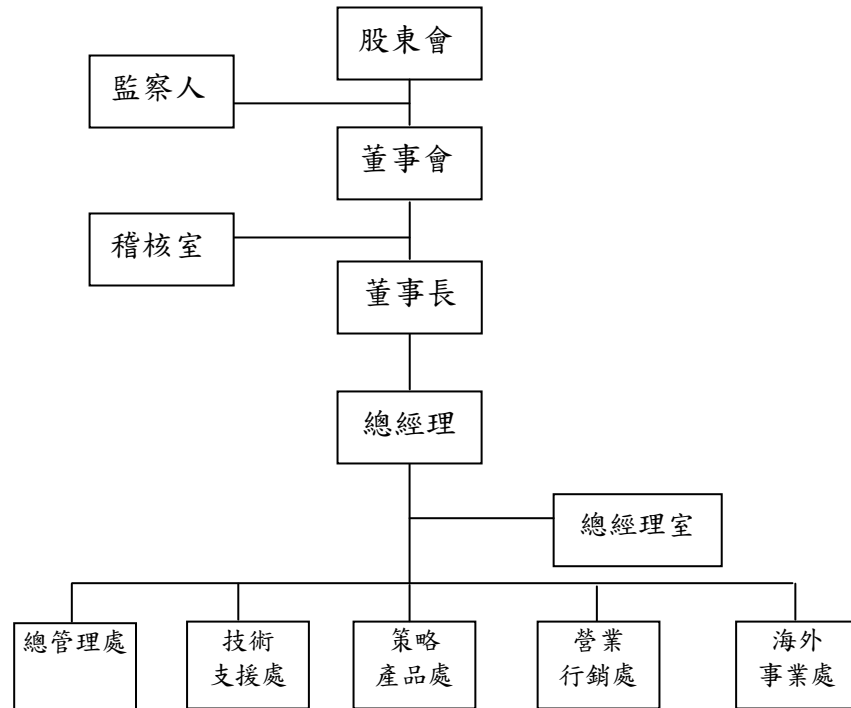 股東會
監察人
董事會
稽核室
董事長
總經理
總經理室
總管理處
技術
支援處
策略
產品處
營業
行銷處
海外
事業處